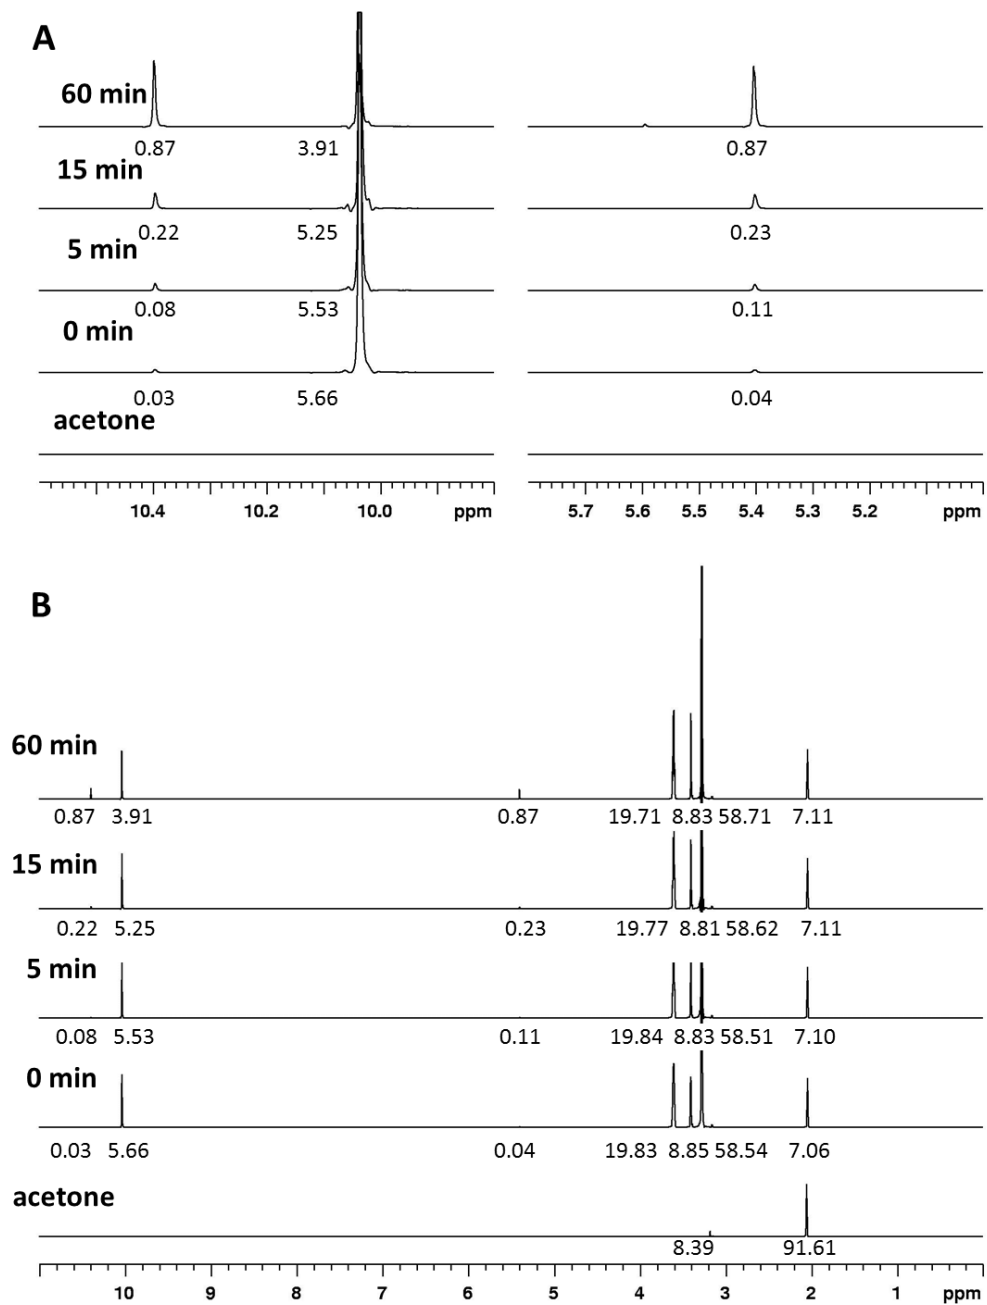 A
60 min
0.87 3.91 0.87
15 min
0.22 5.25 0.23
5 min
0.08 5.53 0.11
0 min
0.03 5.66 0.04
acetone
10.4 10.2 10.0 ppm 5.7 5.6 5.5 5.4 5.3 5.2 ppm
B
60 min
0.87 3.91 0.87 19.71 8.83 58.71 7.11
15 min
0.22 5.25 0.23 19.77 8.81 58.62 7.11
5 min
0.08 5.53 0.11 19.84 8.83 58.51 7.10
0 min
0.03 5.66 0.04 19.83 8.85 58.54 7.06
acetone
8.39 91.61
10 9 8 7 6 5 4 3 2 1 ppm